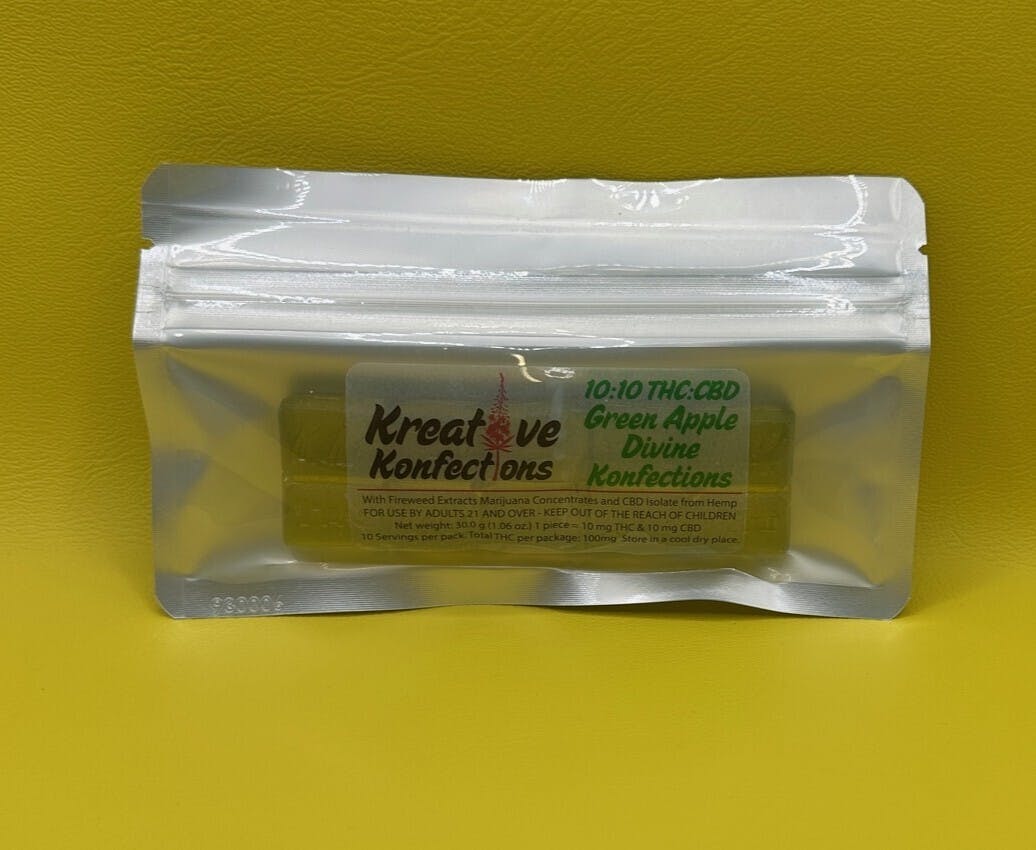 Kreative
Konfections
10:10 THC:CBD
Green Apple
Divine
Konfections
With Fireweed Extracts Marijuana Concentrates and CBD Isolate from Hemp
FOR USE BY ADULTS 21 AND OVER - KEEP OUT OF THE REACH OF CHILDREN
Net weight: 30.0 g (1.06 oz.) 1 piece = 10 mg THC & 10 mg CBD
10 Servings per pack. Total THC per package: 100mg Store in a cool dry place.